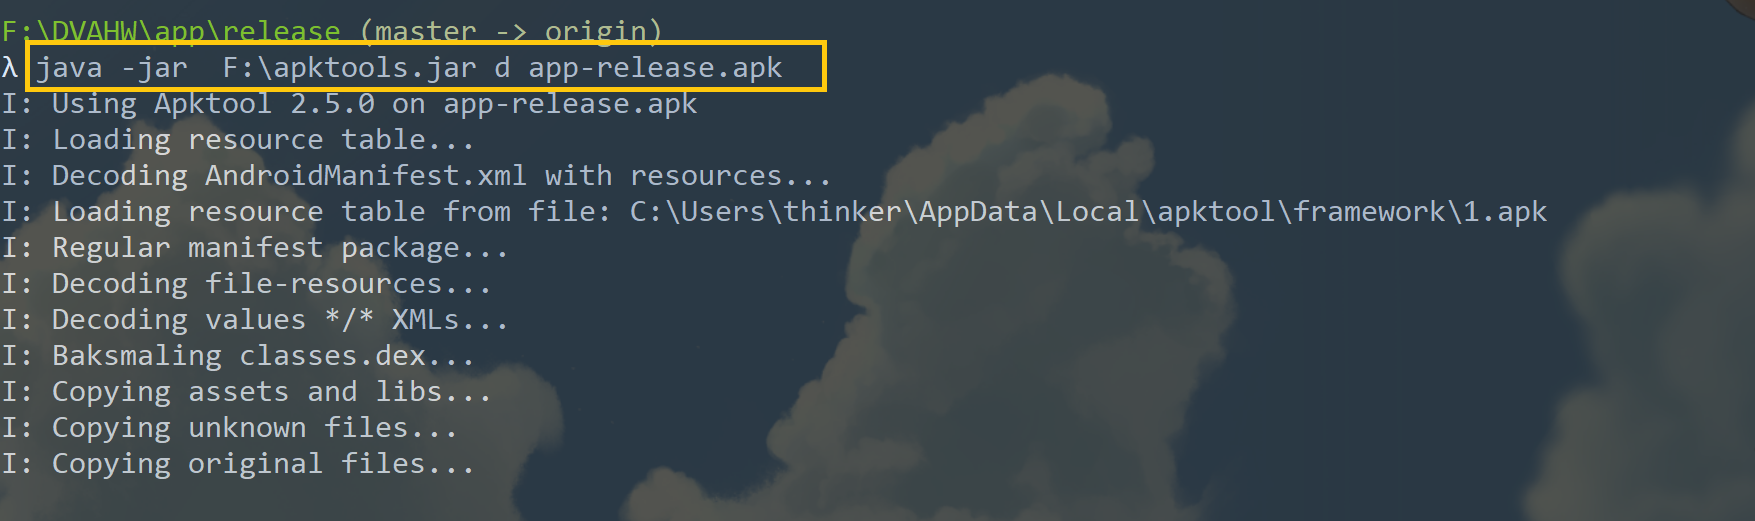 F:\DVAHW\app\release (master -> origin)
λ java -jar  F:\apktools.jar d app-release.apk
I: Using Apktool 2.5.0 on app-release.apk
I: Loading resource table...
I: Decoding AndroidManifest.xml with resources...
I: Loading resource table from file: C:\Users\thinker\AppData\Local\apktool\framework\1.apk
I: Regular manifest package...
I: Decoding file-resources...
I: Decoding values */* XMLs...
I: Baksmaling classes.dex...
I: Copying assets and libs...
I: Copying unknown files...
I: Copying original files...